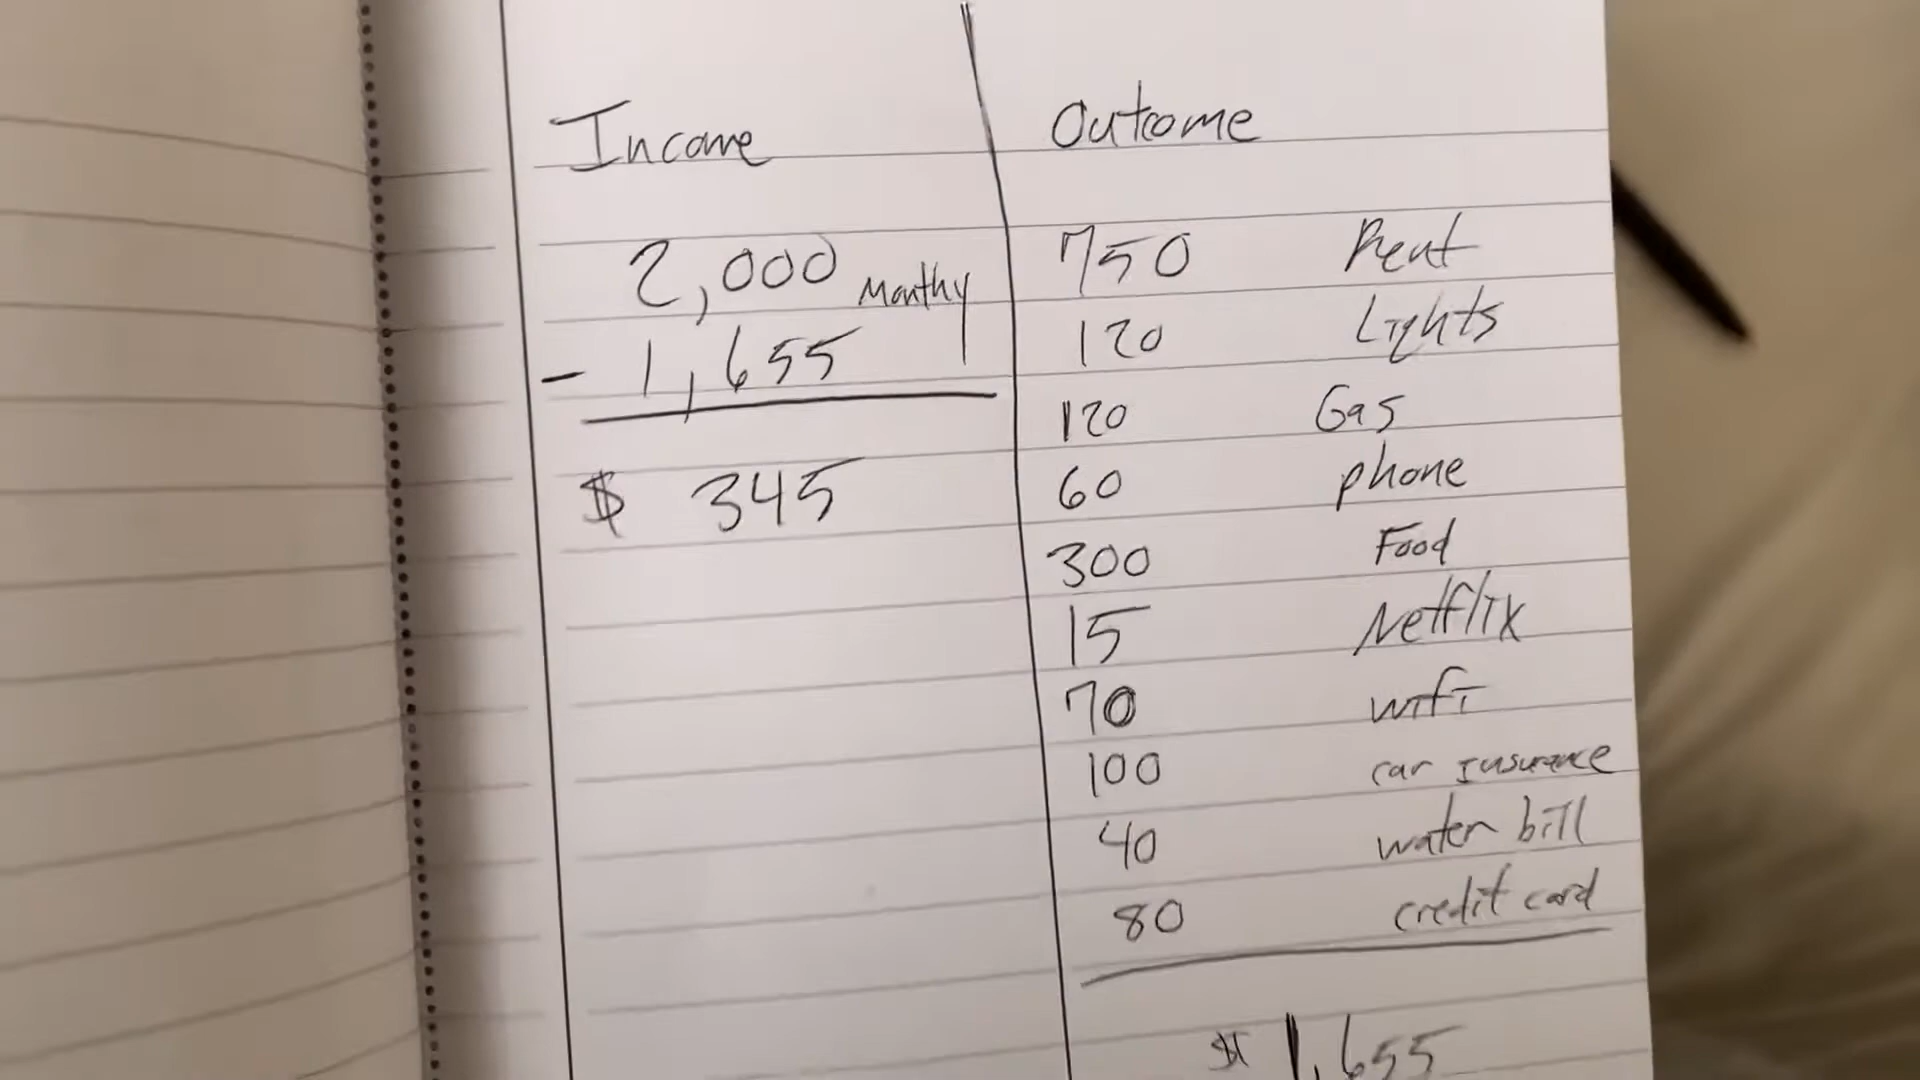 Income
2,000 Monthy
- 1,655
$ 345
Outcome
750 Rent
120 Lights
120 Gas
60 phone
300 Food
15 Netflix
70 wifi
100 car insurance
40 water bill
80 credit card
$ 1,655